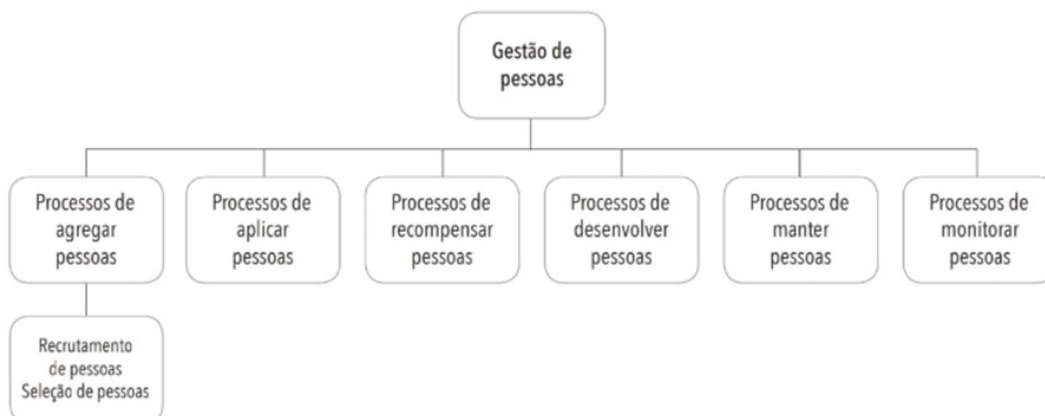 Gestão de
pessoas
Processos de
agregar
pessoas
Processos de
aplicar
pessoas
Processos de
recompensar
pessoas
Processos de
desenvolver
pessoas
Processos de
manter
pessoas
Processos de
monitorar
pessoas
Recrutamento
de pessoas
Seleção de pessoas